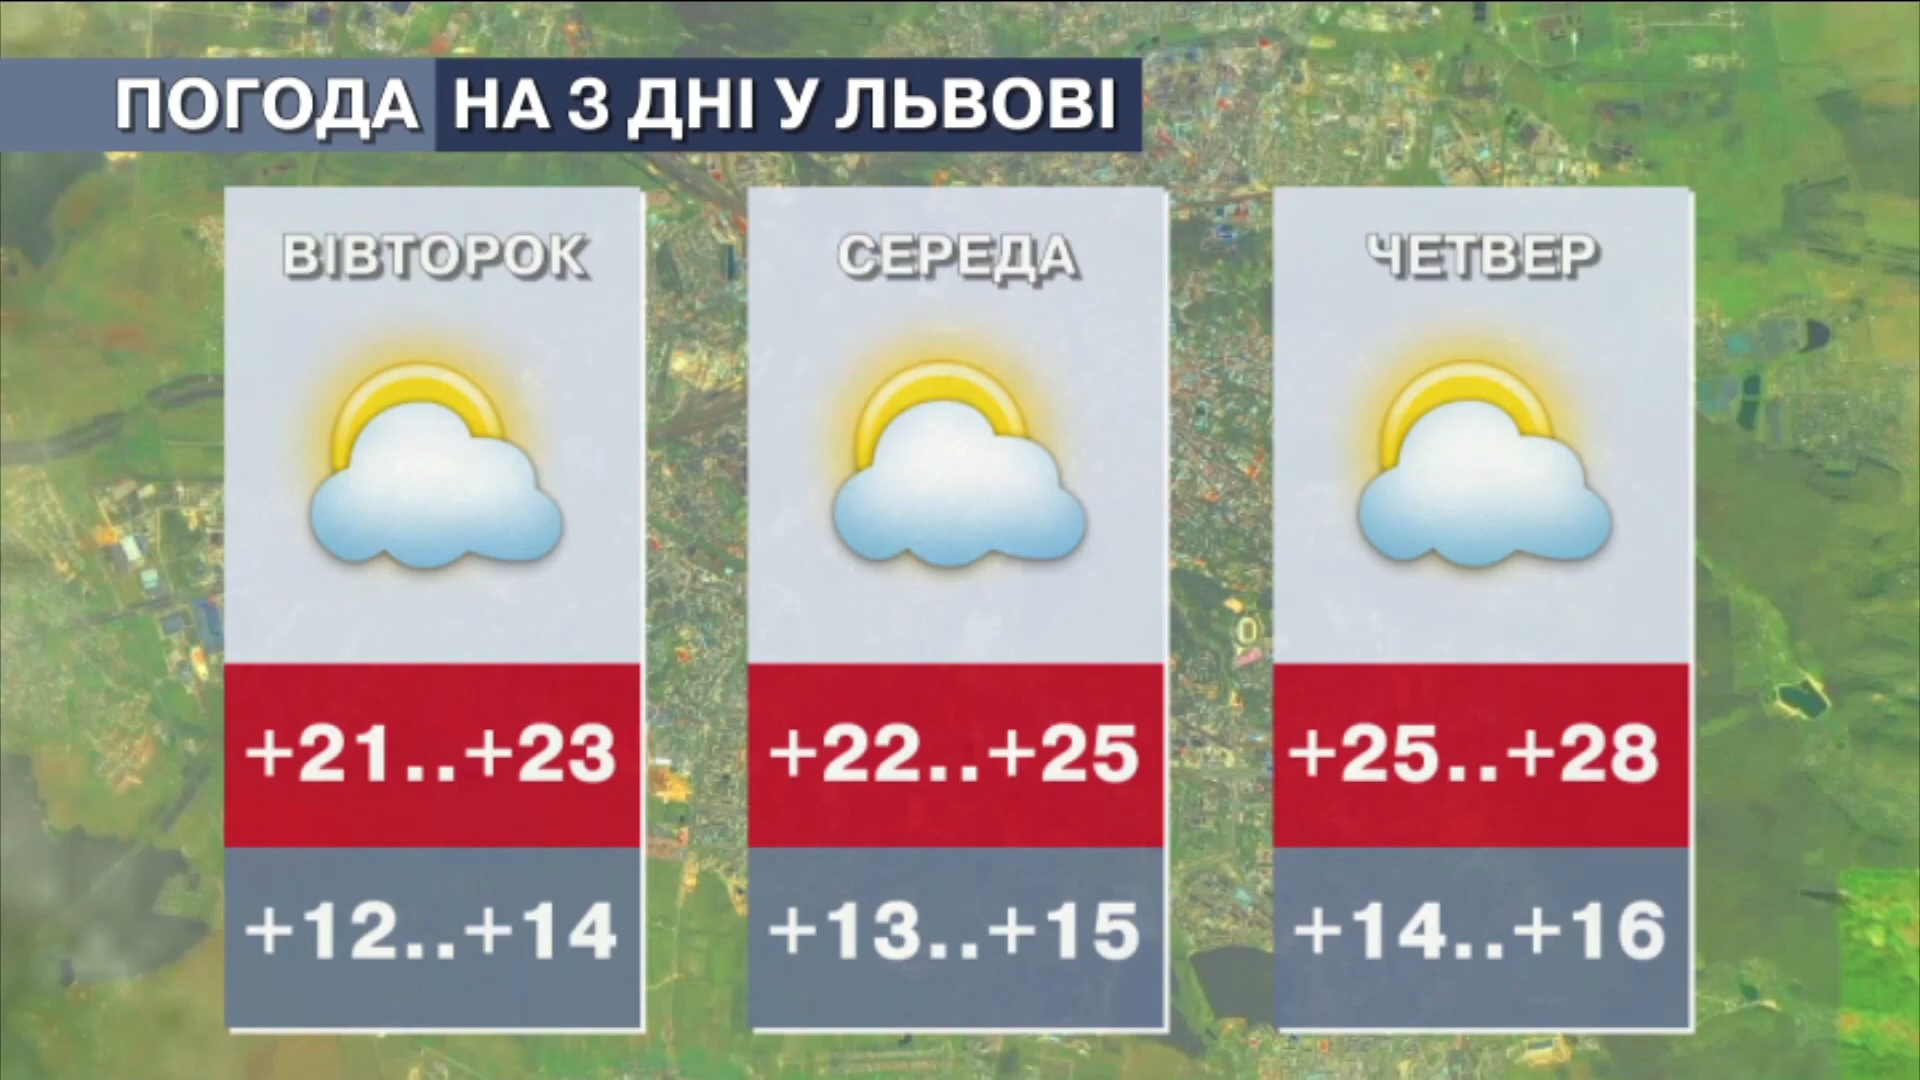 ПОГОДА НА 3 ДНІ У ЛЬВОВІ
ВІВТОРОК
+21..+23
+12..+14
СЕРЕДА
+22..+25
+13..+15
ЧЕТВЕР
+25..+28
+14..+16